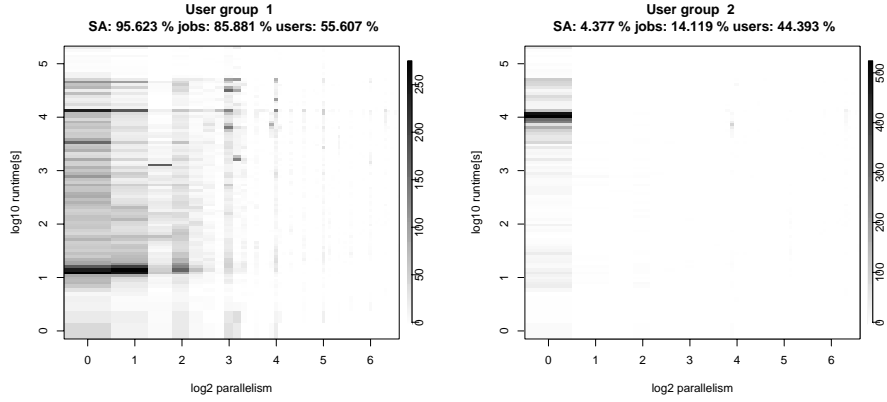 User group 1
SA: 95.623 % jobs: 85.881 % users: 55.607 %
5
4
3
2
1
0
log10 runtime[s]
0 1 2 3 4 5 6
log2 parallelism
250
200
150
100
50
0
User group 2
SA: 4.377 % jobs: 14.119 % users: 44.393 %
5
4
3
2
1
0
log10 runtime[s]
0 1 2 3 4 5 6
log2 parallelism
500
400
300
200
100
0